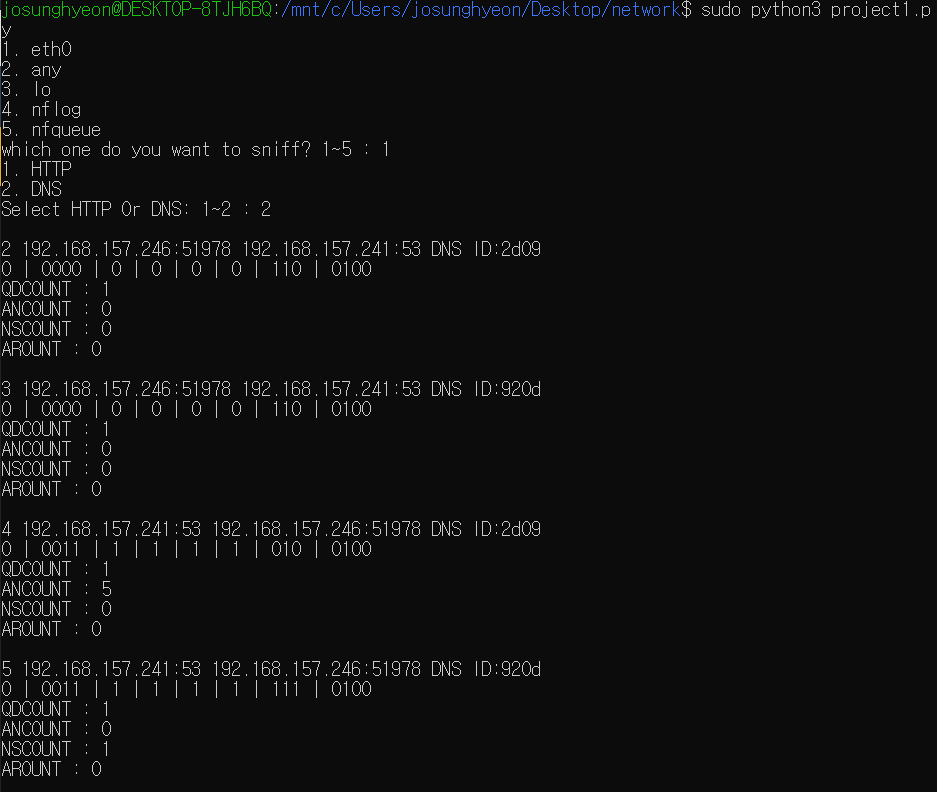 josunghyeon@DESKTOP-8TJH6BQ:/mnt/c/Users/josunghyeon/Desktop/network$ sudo python3 project1.p
y
1. eth0
2. any
3. lo
4. nflog
5. nfqueue
which one do you want to sniff? 1~5 : 1
1. HTTP
2. DNS
Select HTTP Or DNS: 1~2 : 2
2 192.168.157.246:51978 192.168.157.241:53 DNS ID:2d09
0 | 0000 | 0 | 0 | 0 | 0 | 110 | 0100
QDCOUNT : 1
ANCOUNT : 0
NSCOUNT : 0
AROUNT : 0
3 192.168.157.246:51978 192.168.157.241:53 DNS ID:920d
0 | 0000 | 0 | 0 | 0 | 0 | 110 | 0100
QDCOUNT : 1
ANCOUNT : 0
NSCOUNT : 0
AROUNT : 0
4 192.168.157.241:53 192.168.157.246:51978 DNS ID:2d09
0 | 0011 | 1 | 1 | 1 | 1 | 010 | 0100
QDCOUNT : 1
ANCOUNT : 5
NSCOUNT : 0
AROUNT : 0
5 192.168.157.241:53 192.168.157.246:51978 DNS ID:920d
0 | 0011 | 1 | 1 | 1 | 1 | 111 | 0100
QDCOUNT : 1
ANCOUNT : 0
NSCOUNT : 1
AROUNT : 0